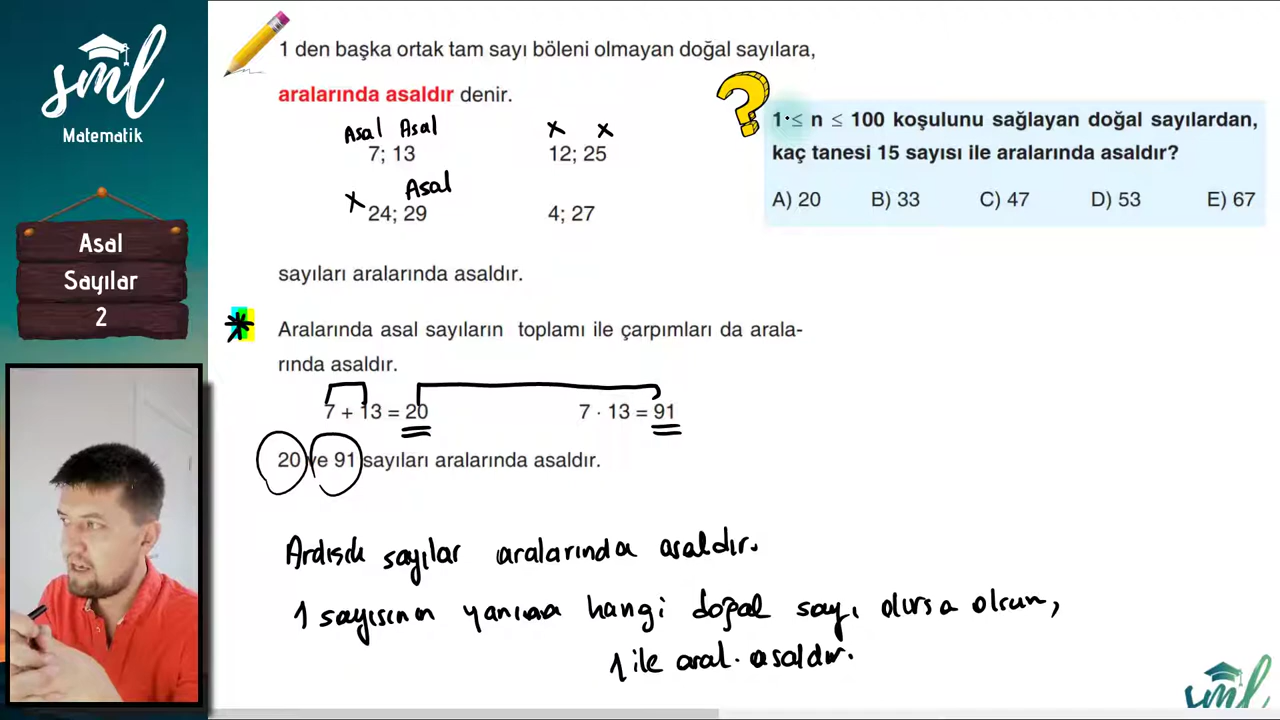 sml
Matematik
Asal
Sayılar
2
1 den başka ortak tam sayı böleni olmayan doğal sayılara,
aralarında asaldır denir.
Asal Asal x x
7; 13 12; 25
x Asal
24; 29 4; 27
sayıları aralarında asaldır.
* Aralarında asal sayıların toplamı ile çarpımları da arala-
rında asaldır.
7 + 13 = 20 7 · 13 = 91
20 ve 91 sayıları aralarında asaldır.
Ardışık sayılar aralarında asaldır.
1 sayısının yanına hangi doğal sayı olursa olsun,
1 ile aral. asaldır.
?
1 ≤ n ≤ 100 koşulunu sağlayan doğal sayılardan,
kaç tanesi 15 sayısı ile aralarında asaldır?
A) 20 B) 33 C) 47 D) 53 E) 67
sml